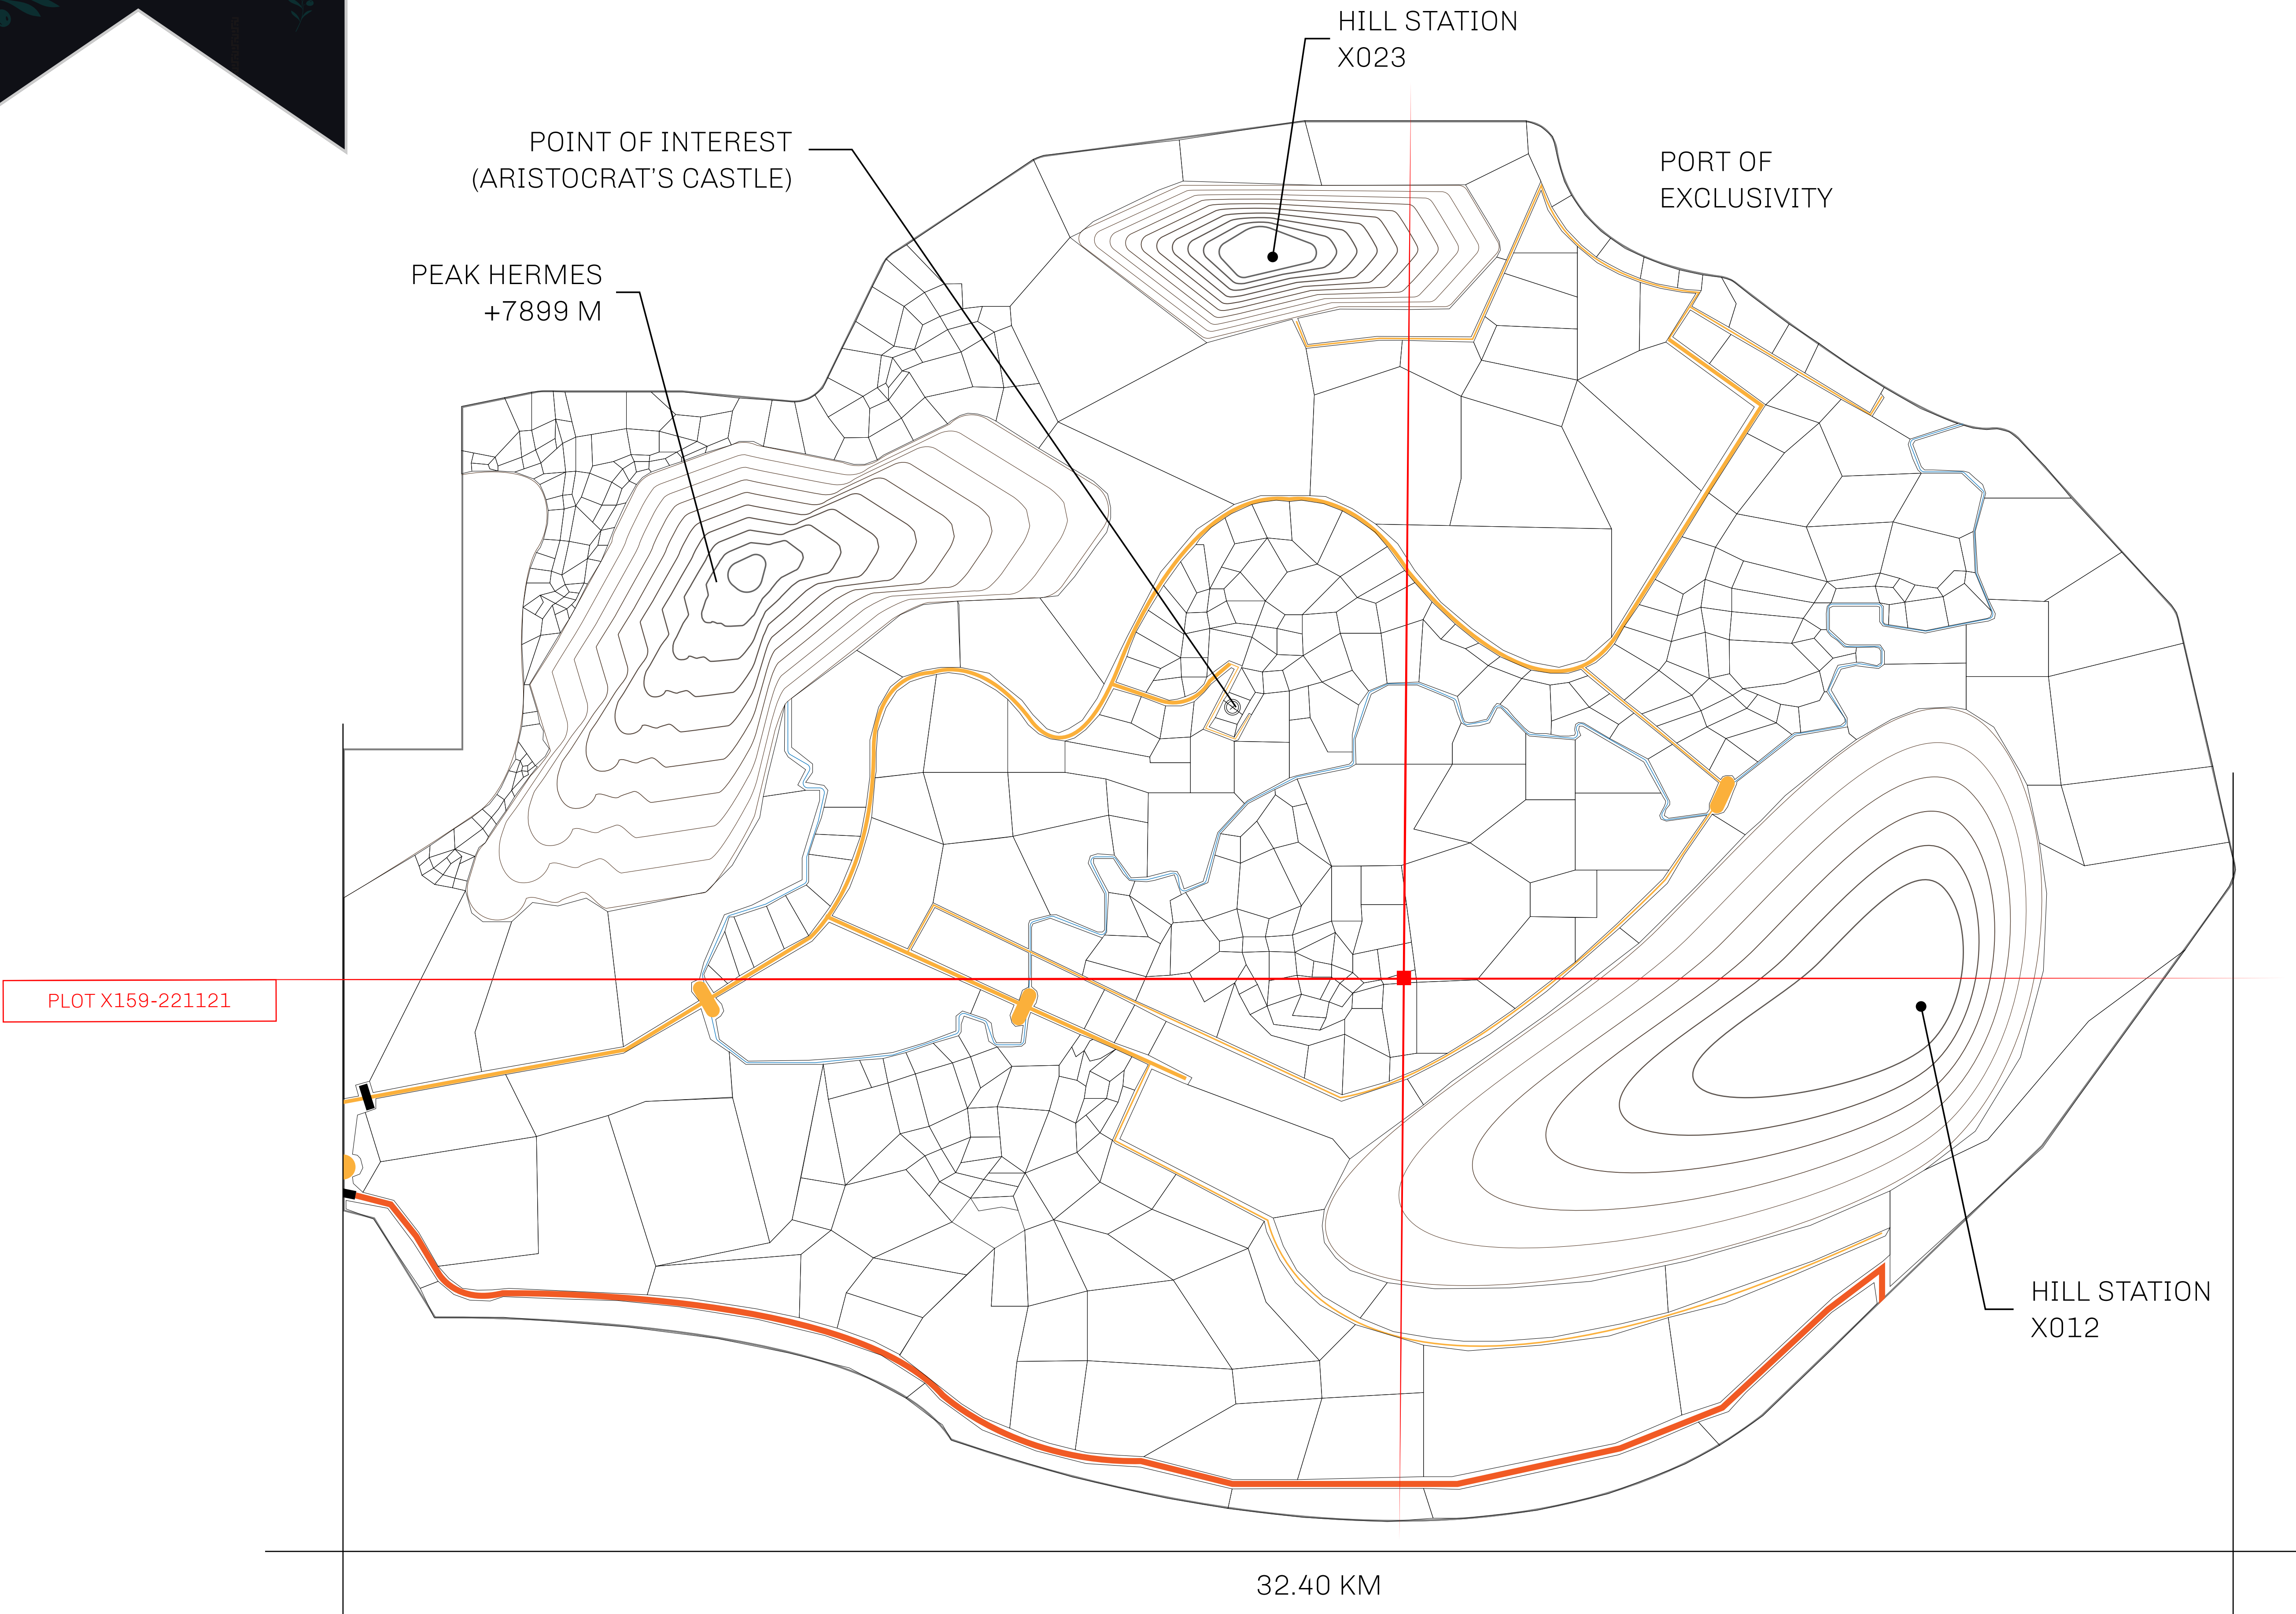 HILL STATION
X023
POINT OF INTEREST
(ARISTOCRAT'S CASTLE)
PORT OF
EXCLUSIVITY
PEAK HERMES
+7899 M
PLOT X159-221121
HILL STATION
X012
32.40 KM